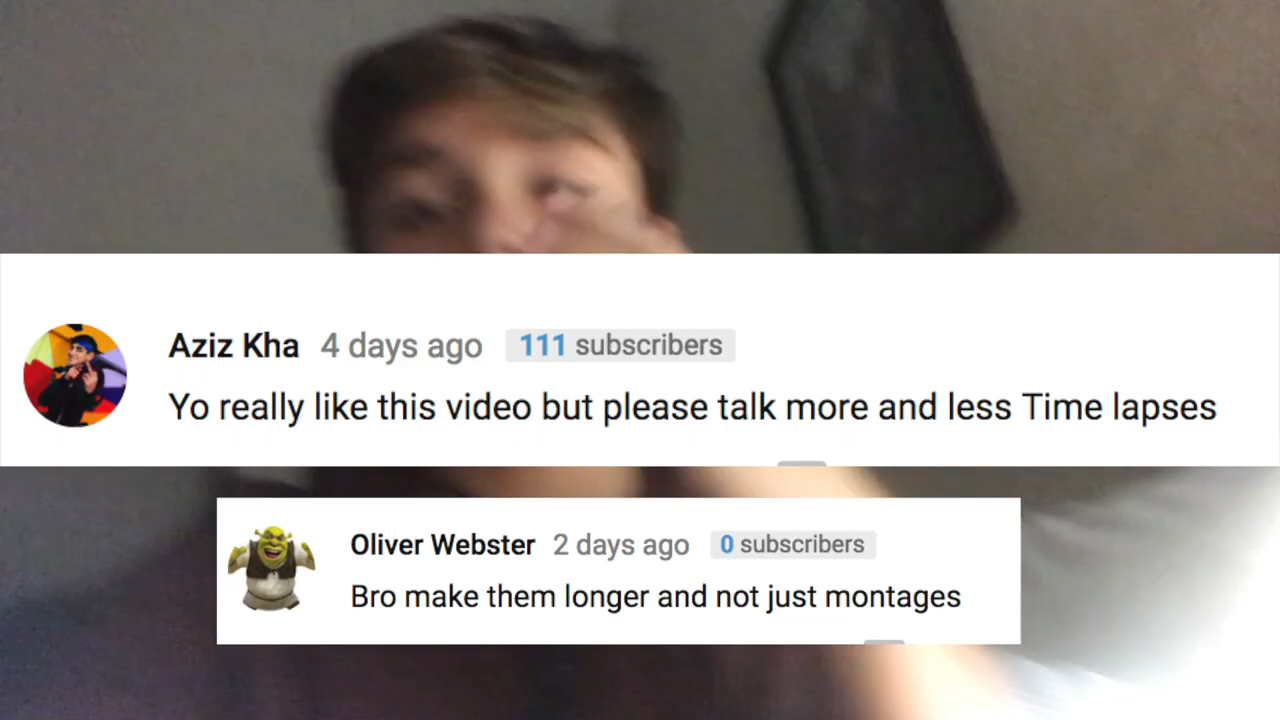 Aziz Kha 4 days ago 111 subscribers
Yo really like this video but please talk more and less Time lapses
Oliver Webster 2 days ago 0 subscribers
Bro make them longer and not just montages